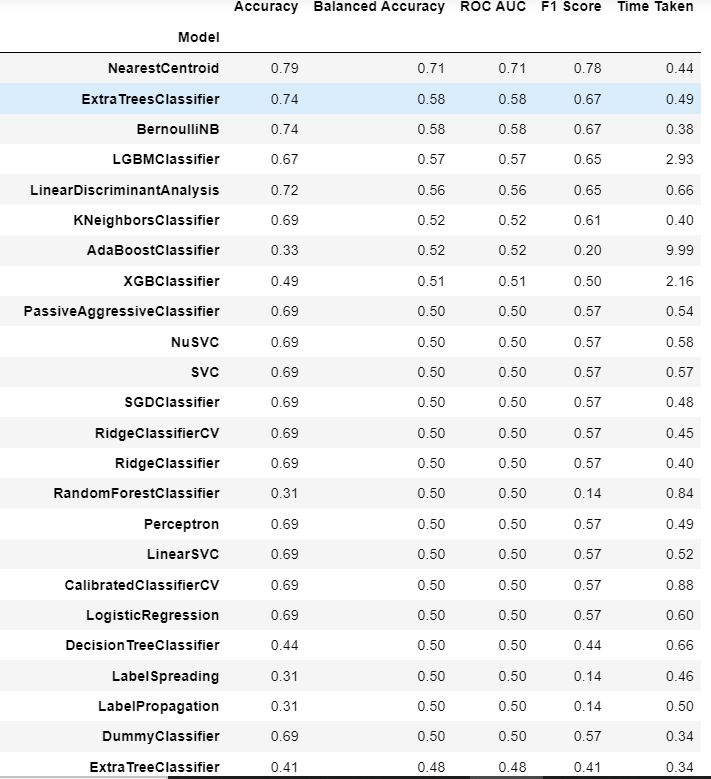 Accuracy Balanced Accuracy ROC AUC F1 Score Time Taken
Model
NearestCentroid 0.79 0.71 0.71 0.78 0.44
ExtraTreesClassifier 0.74 0.58 0.58 0.67 0.49
BernoulliNB 0.74 0.58 0.58 0.67 0.38
LGBMClassifier 0.67 0.57 0.57 0.65 2.93
LinearDiscriminantAnalysis 0.72 0.56 0.56 0.65 0.66
KNeighborsClassifier 0.69 0.52 0.52 0.61 0.40
AdaBoostClassifier 0.33 0.52 0.52 0.20 9.99
XGBClassifier 0.49 0.51 0.51 0.50 2.16
PassiveAggressiveClassifier 0.69 0.50 0.50 0.57 0.54
NuSVC 0.69 0.50 0.50 0.57 0.58
SVC 0.69 0.50 0.50 0.57 0.57
SGDClassifier 0.69 0.50 0.50 0.57 0.48
RidgeClassifierCV 0.69 0.50 0.50 0.57 0.45
RidgeClassifier 0.69 0.50 0.50 0.57 0.40
RandomForestClassifier 0.31 0.50 0.50 0.14 0.84
Perceptron 0.69 0.50 0.50 0.57 0.49
LinearSVC 0.69 0.50 0.50 0.57 0.52
CalibratedClassifierCV 0.69 0.50 0.50 0.57 0.88
LogisticRegression 0.69 0.50 0.50 0.57 0.60
DecisionTreeClassifier 0.44 0.50 0.50 0.44 0.66
LabelSpreading 0.31 0.50 0.50 0.14 0.46
LabelPropagation 0.31 0.50 0.50 0.14 0.50
DummyClassifier 0.69 0.50 0.50 0.57 0.34
ExtraTreeClassifier 0.41 0.48 0.48 0.41 0.34